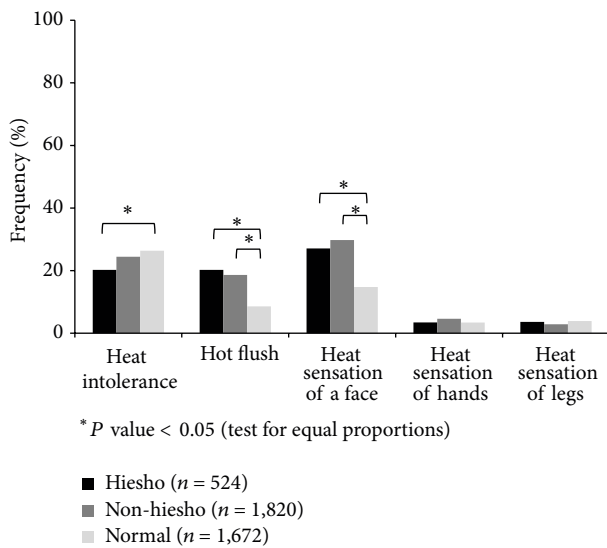 100
80
60
40
20
0
Frequency (%)
*
*
*
*
*
Heat
intolerance
Hot flush
Heat
sensation
of a face
Heat
sensation
of hands
Heat
sensation
of legs
*P value < 0.05 (test for equal proportions)
Hiesho (n = 524)
Non-hiesho (n = 1,820)
Normal (n = 1,672)